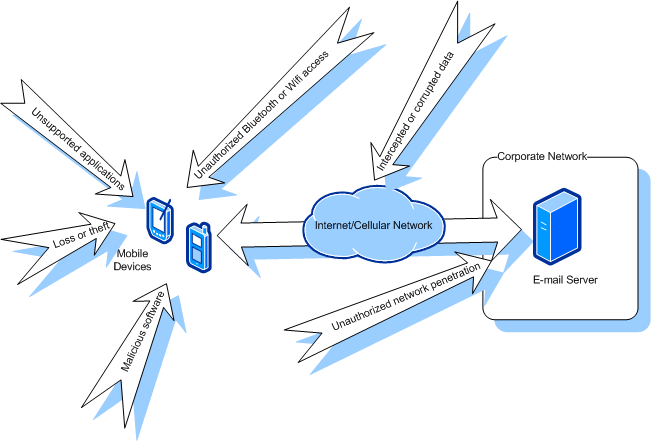 Unsupported applications
Unauthorized Bluetooth or Wifi access
Intercepted or corrupted data
Corporate Network
Loss or theft
Mobile
Devices
Internet/Cellular Network
E-mail Server
Malicious software
Unauthorized network penetration